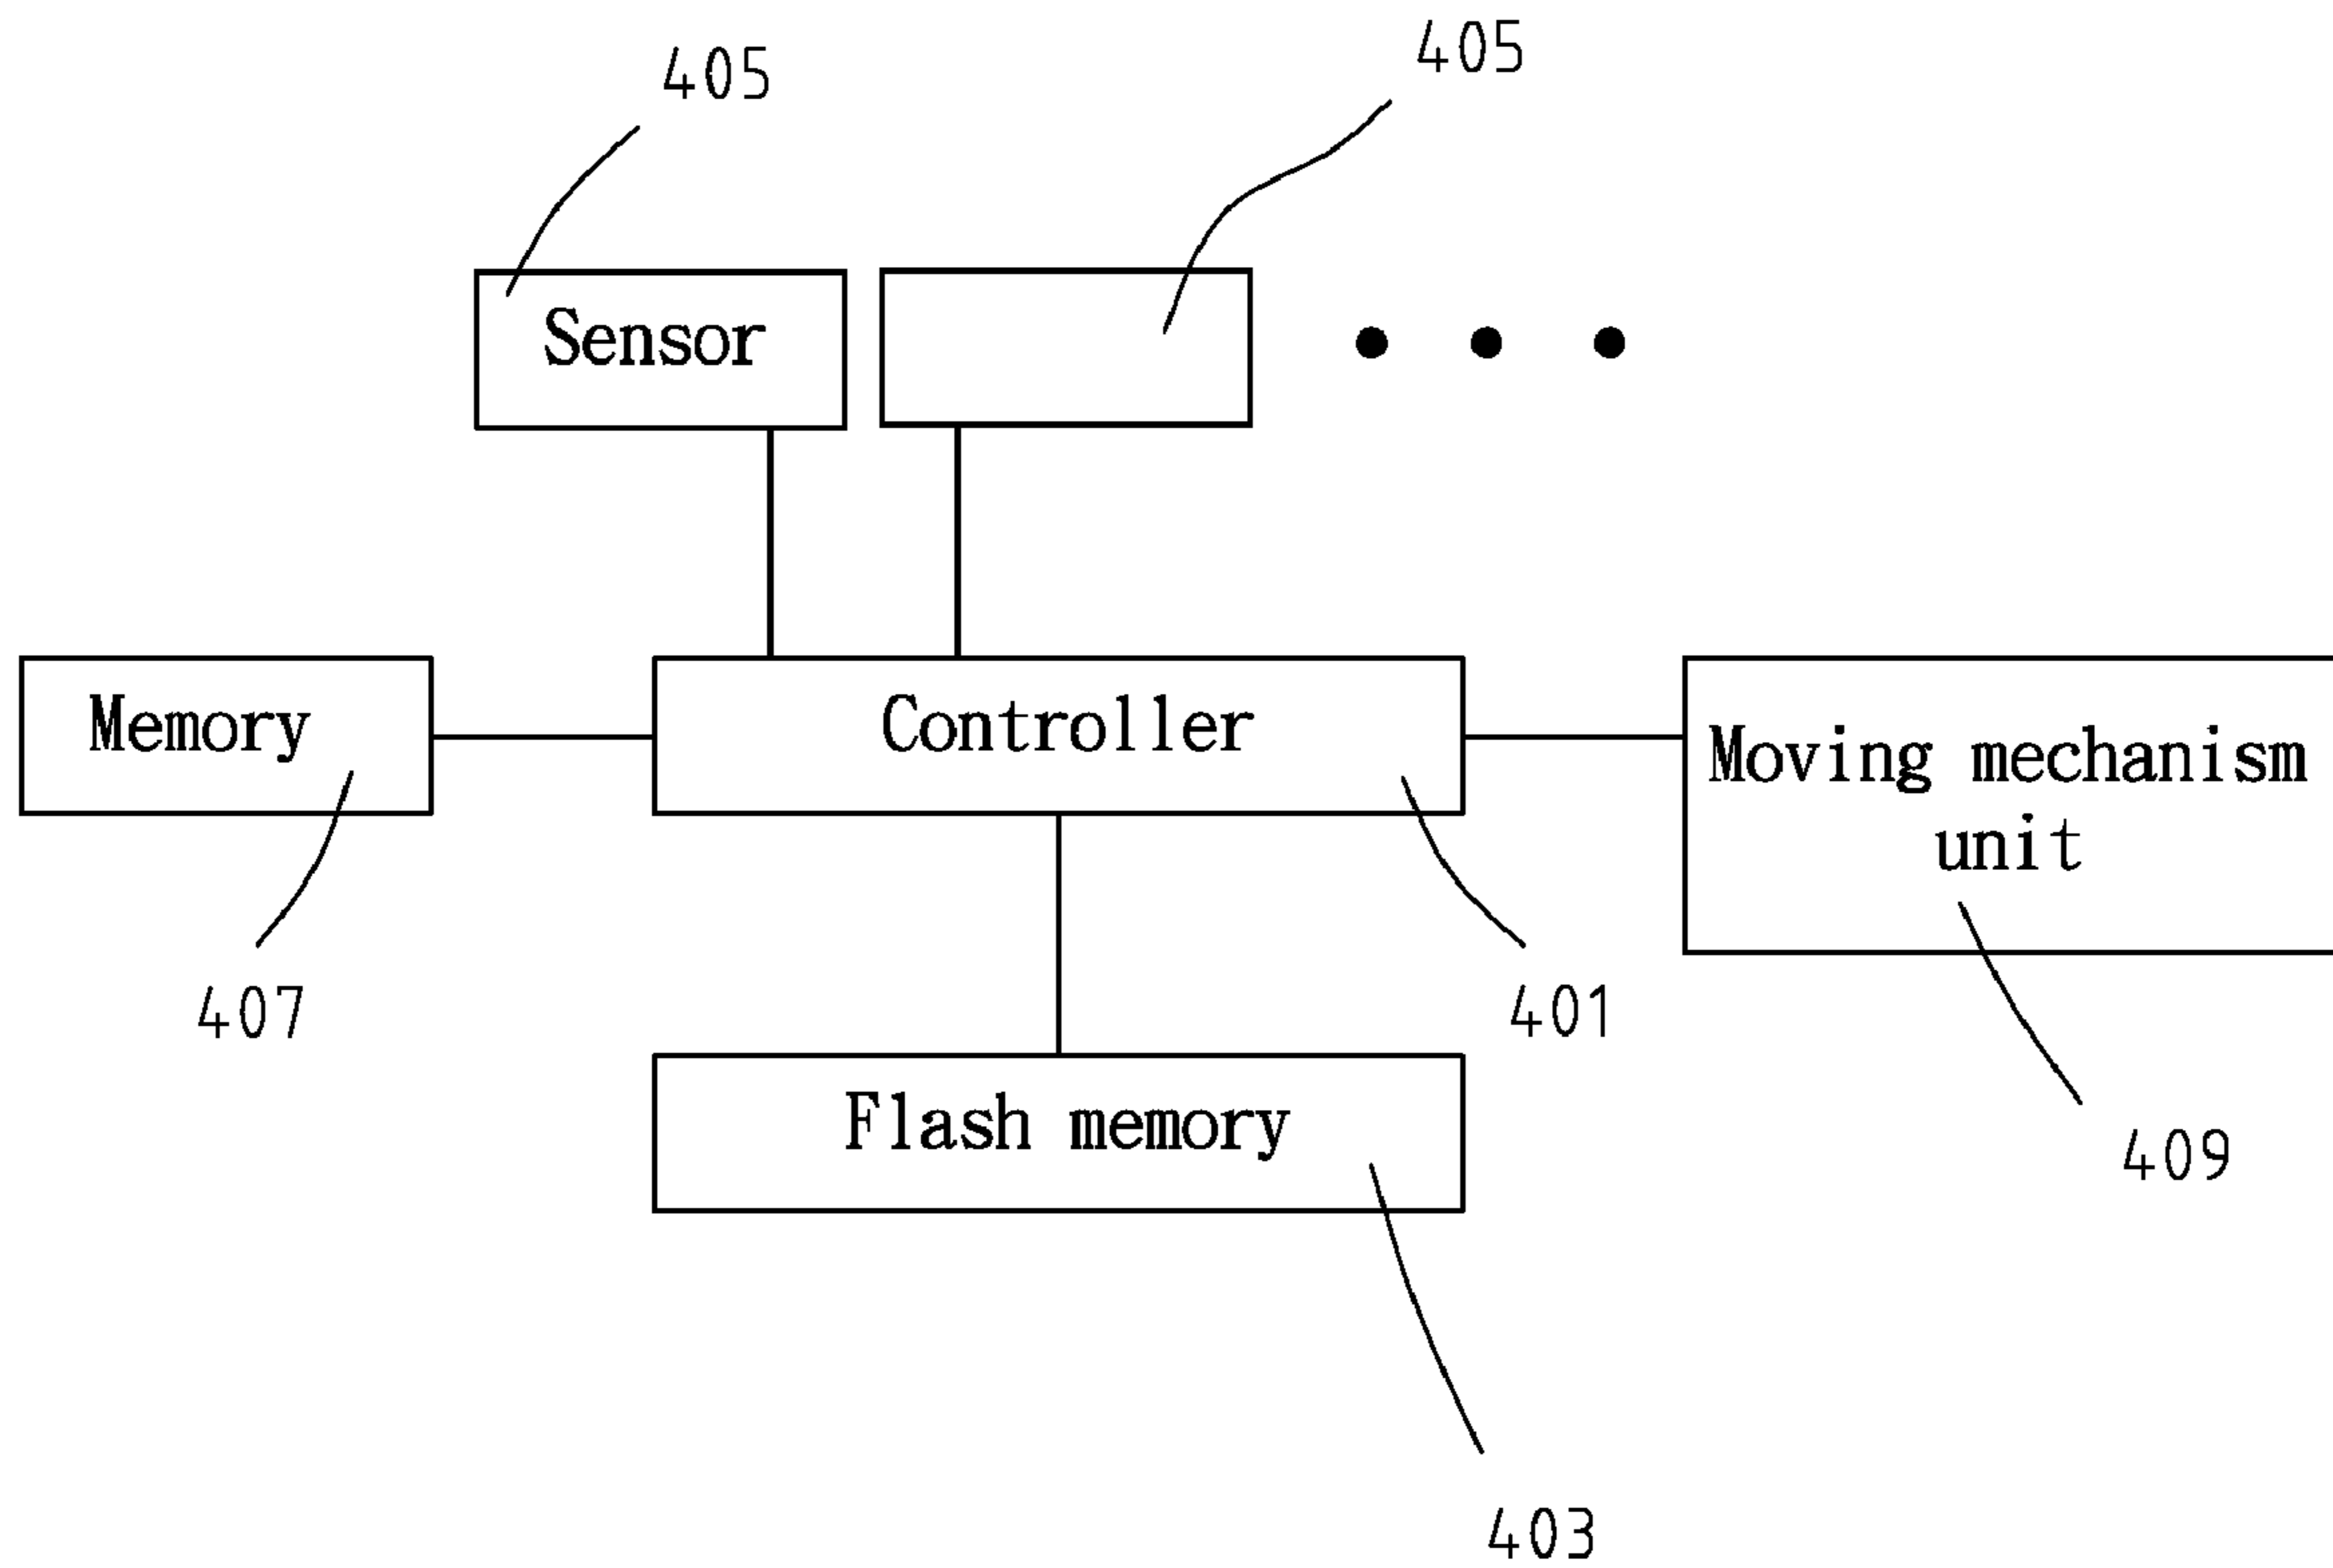 405
405
Sensor
Memory
Controller
Moving mechanism
unit
407
401
Flash memory
409
403